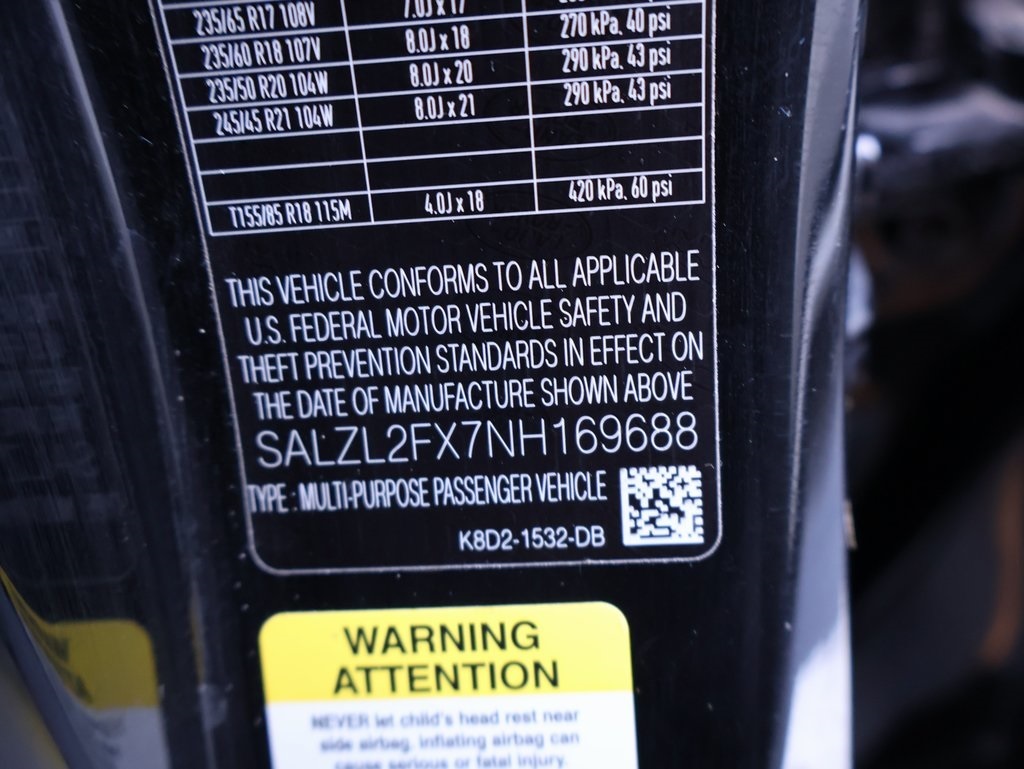 235/65 R17 108V 7.0J x 17
235/60 R18 107V 8.0J x 18 270 kPa, 40 psi
235/50 R20 104W 8.0J x 20 290 kPa, 43 psi
245/45 R21 104W 8.0J x 21 290 kPa, 43 psi
T155/85 R18 115M 4.0J x 18 420 kPa, 60 psi
THIS VEHICLE CONFORMS TO ALL APPLICABLE
U.S. FEDERAL MOTOR VEHICLE SAFETY AND
THEFT PREVENTION STANDARDS IN EFFECT ON
THE DATE OF MANUFACTURE SHOWN ABOVE
SALZL2FX7NH169688
TYPE : MULTI-PURPOSE PASSENGER VEHICLE
K8D2-1532-DB
WARNING
ATTENTION
NEVER let child's head rest near
side airbag, inflating airbag can
cause serious or fatal injury.